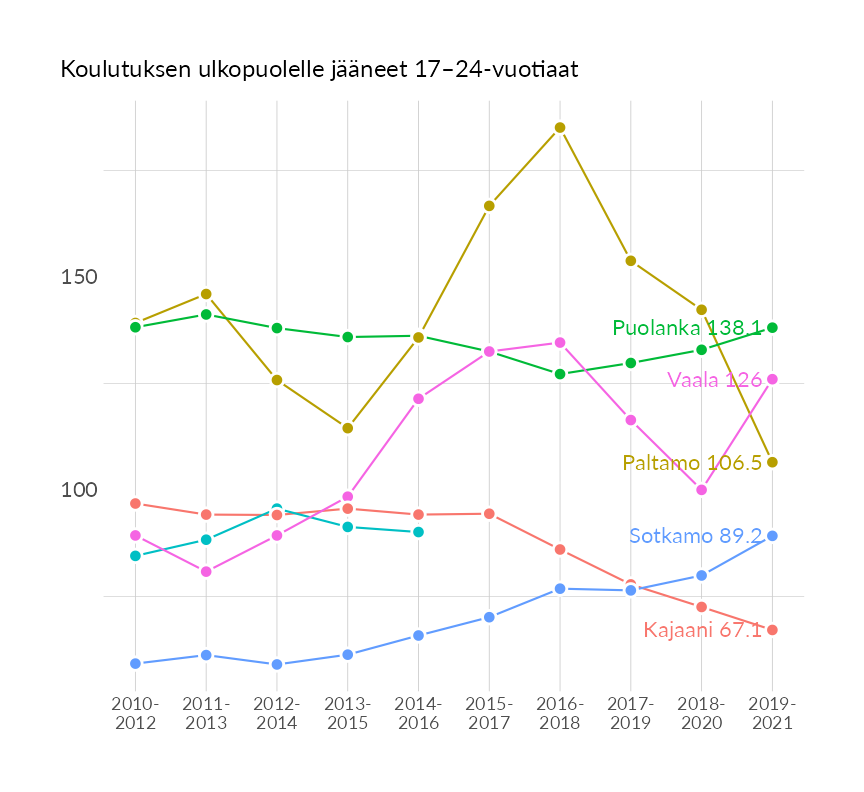 Koulutuksen ulkopuolelle jääneet 17–24-vuotiaat
150
100
Puolanka 138.1
Vaala 126
Paltamo 106.5
Sotkamo 89.2
Kajaani 67.1
2010- 2011- 2012- 2013- 2014- 2015- 2016- 2017- 2018- 2019-
2012 2013 2014 2015 2016 2017 2018 2019 2020 2021